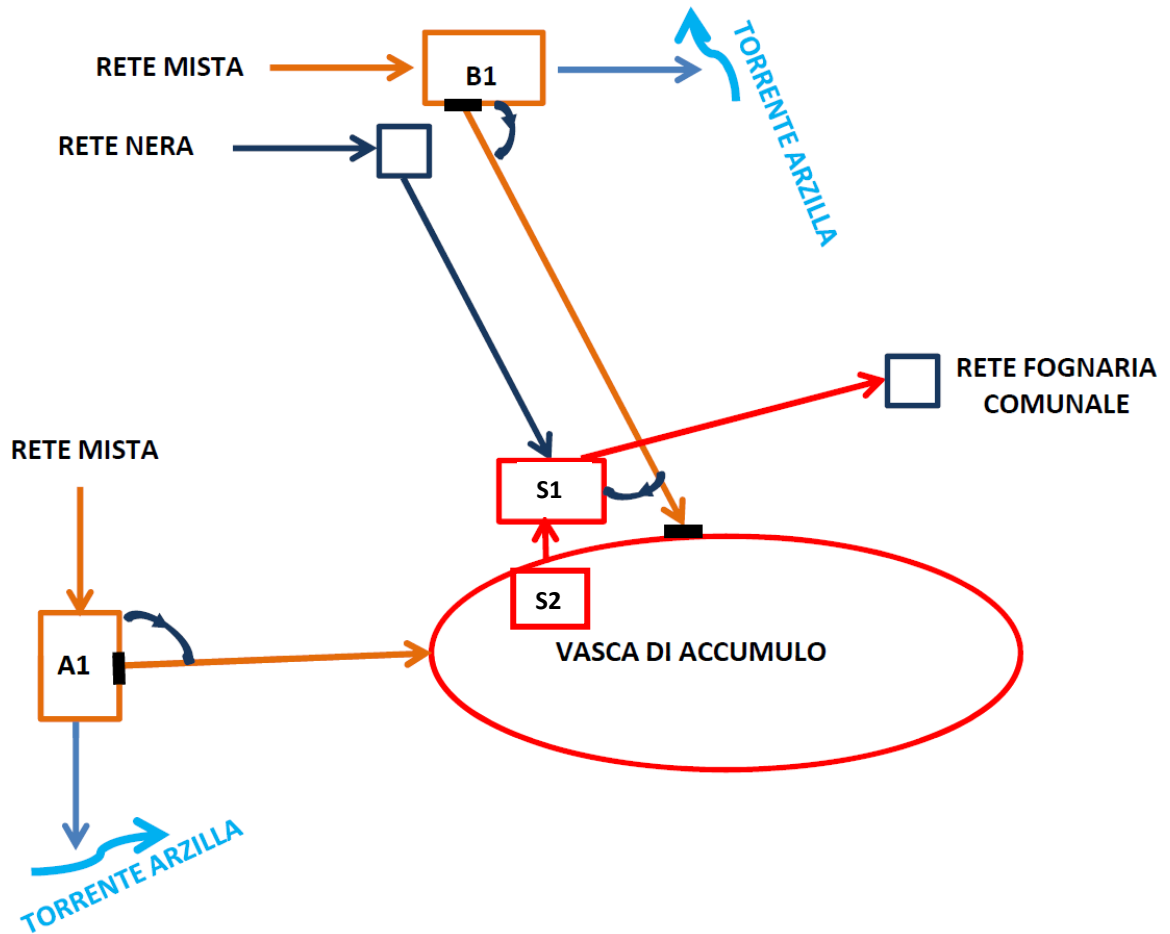 RETE MISTA
B1
TORRENTE ARZILLA
RETE NERA
RETE FOGNARIA
COMUNALE
RETE MISTA
S1
S2
VASCA DI ACCUMULO
A1
TORRENTE ARZILLA